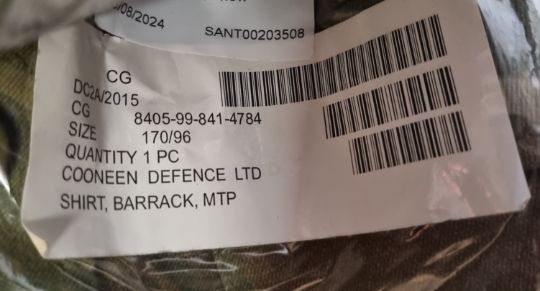 /08/2024
SANT00203508
CG
DC2A/2015
CG 8405-99-841-4784
SIZE 170/96
QUANTITY 1 PC
COONEEN DEFENCE LTD
SHIRT, BARRACK, MTP